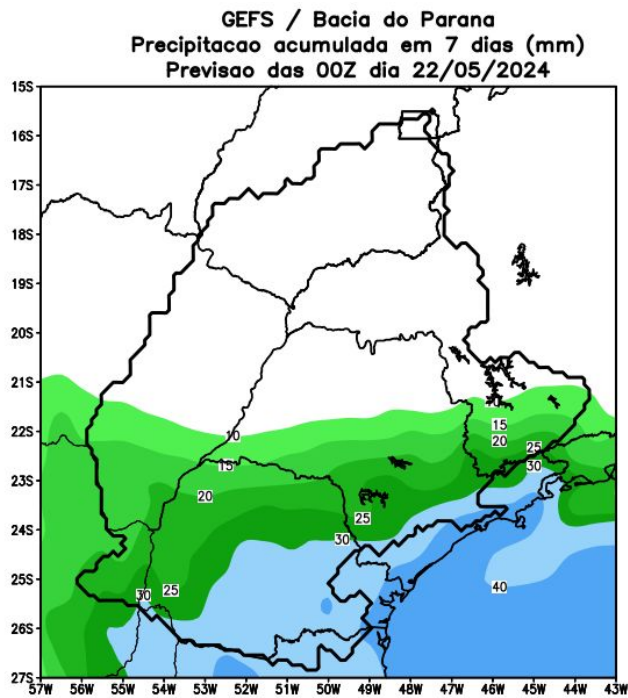 GEFS / Bacia do Parana
Precipitacao acumulada em 7 dias (mm)
Previsao das 00Z dia 22/05/2024
15S
16S
17S
18S
19S
20S
21S
10
22S
10
15
20
25
15
30
23S
20
24S
25
30
25S
30
25
40
26S
27S
57W 56W 55W 54W 53W 52W 51W 50W 49W 48W 47W 46W 45W 44W 43W